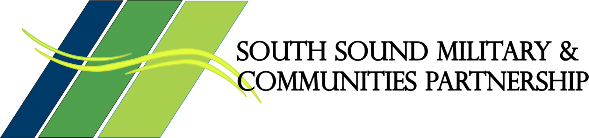 SOUTH SOUND MILITARY &
COMMUNITIES PARTNERSHIP